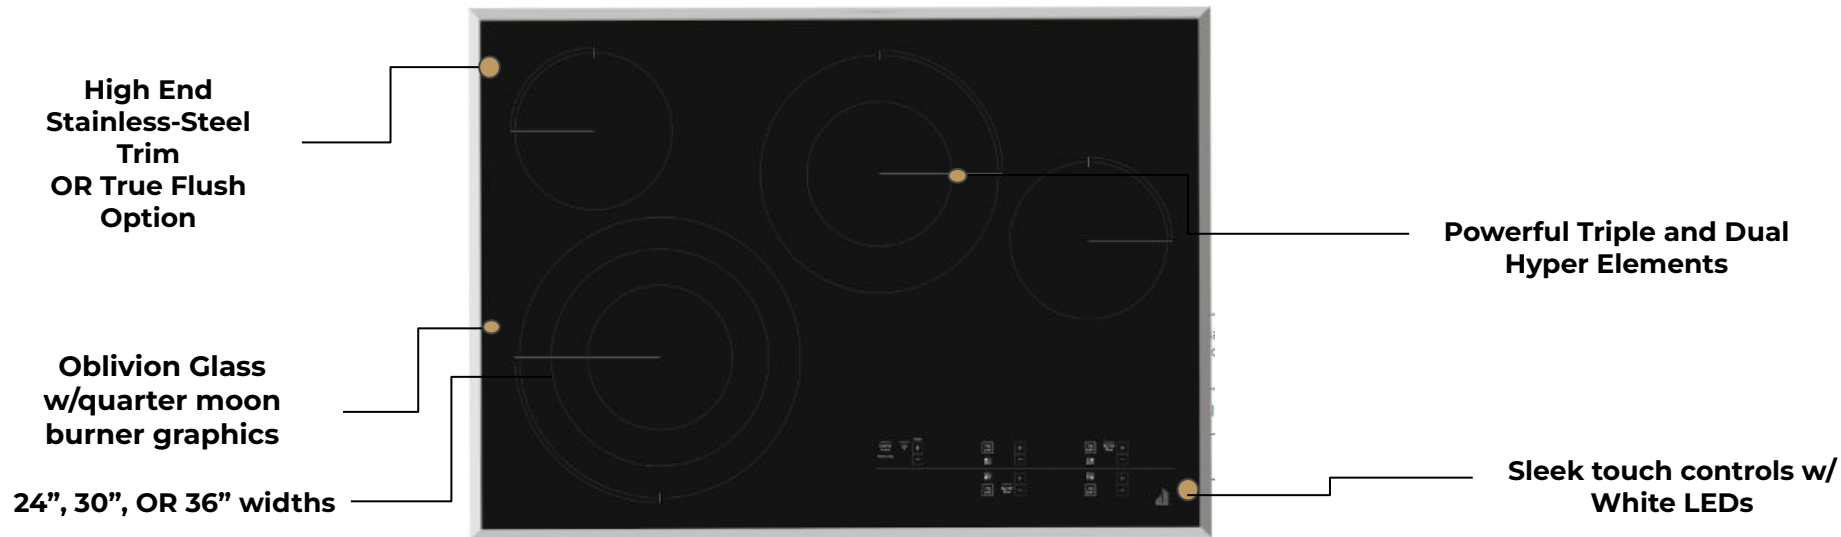 High End
Stainless-Steel
Trim
OR True Flush
Option
Oblivion Glass
w/quarter moon
burner graphics
24”, 30”, OR 36” widths
Powerful Triple and Dual
Hyper Elements
Sleek touch controls w/
White LEDs